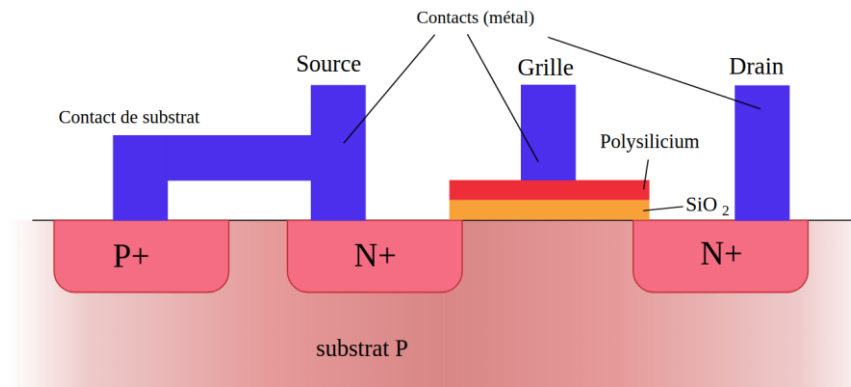 Contacts (métal)
Source
Grille
Drain
Contact de substrat
Polysilicium
SiO 2
P+
N+
N+
substrat P